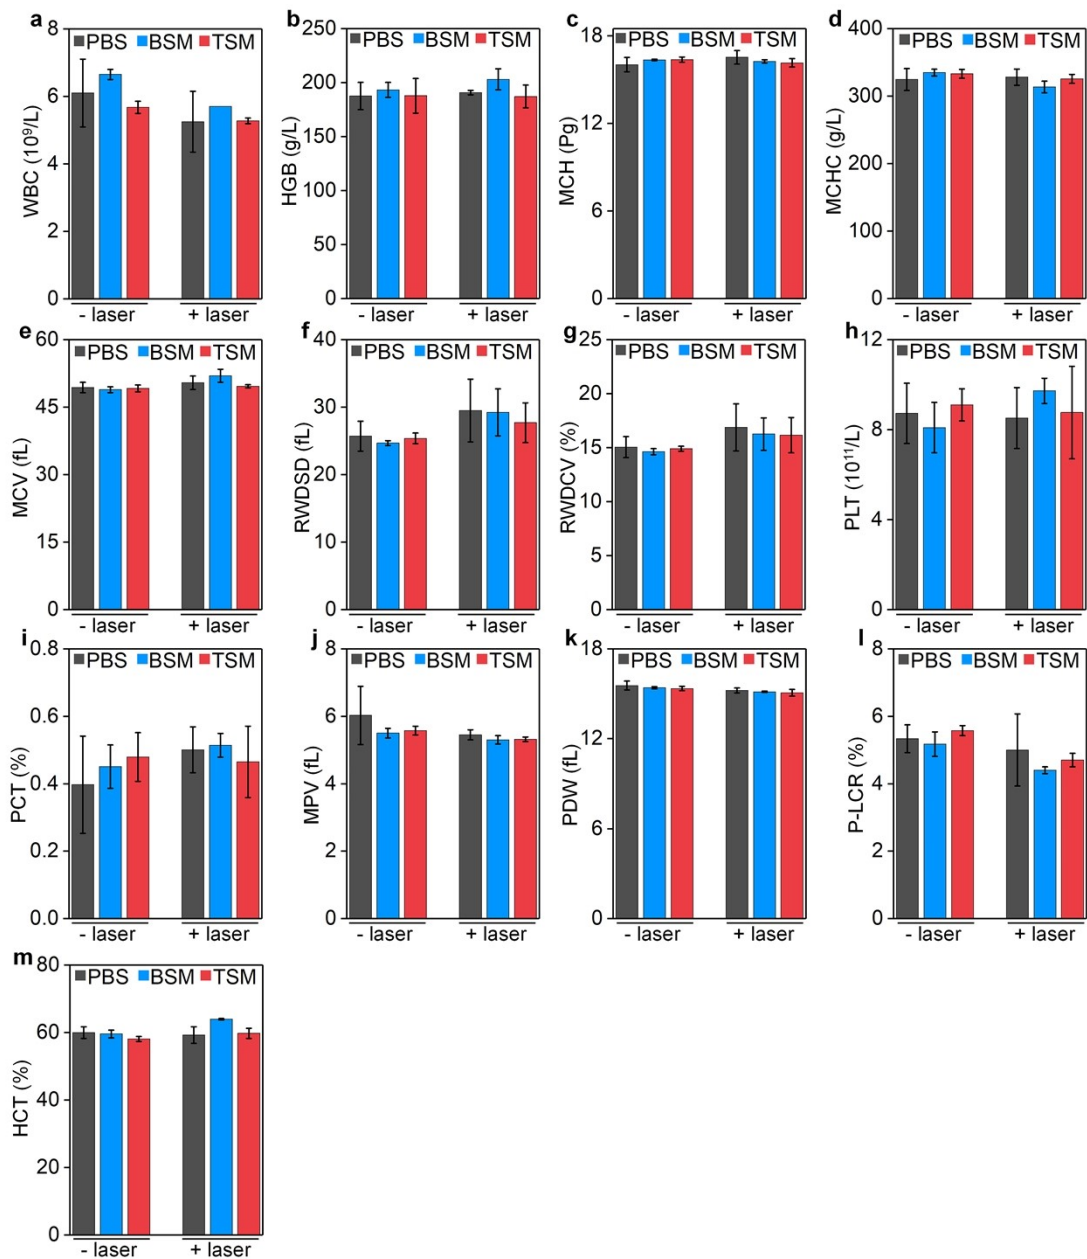 a b c d
8 PBS BSM TSM
6
4
2
0
WBC (10⁹/L)
- laser + laser
250 PBS BSM TSM
200
150
100
50
0
HGB (g/L)
- laser + laser
18 PBS BSM TSM
12
6
0
MCH (Pg)
- laser + laser
400 PBS BSM TSM
300
200
100
0
MCHC (g/L)
- laser + laser
e f g h
60 PBS BSM TSM
45
30
15
0
MCV (fL)
- laser + laser
40 PBS BSM TSM
30
20
10
0
RWDSD (fL)
- laser + laser
25 PBS BSM TSM
20
15
10
5
0
RWDCV (%)
- laser + laser
12 PBS BSM TSM
8
4
0
PLT (10¹¹/L)
- laser + laser
i j k l
0.8 PBS BSM TSM
0.6
0.4
0.2
0.0
PCT (%)
- laser + laser
8 PBS BSM TSM
6
4
2
0
MPV (fL)
- laser + laser
18 PBS BSM TSM
12
6
0
PDW (fL)
- laser + laser
8 PBS BSM TSM
6
4
2
0
P-LCR (%)
- laser + laser
m
80 PBS BSM TSM
60
40
20
0
HCT (%)
- laser + laser